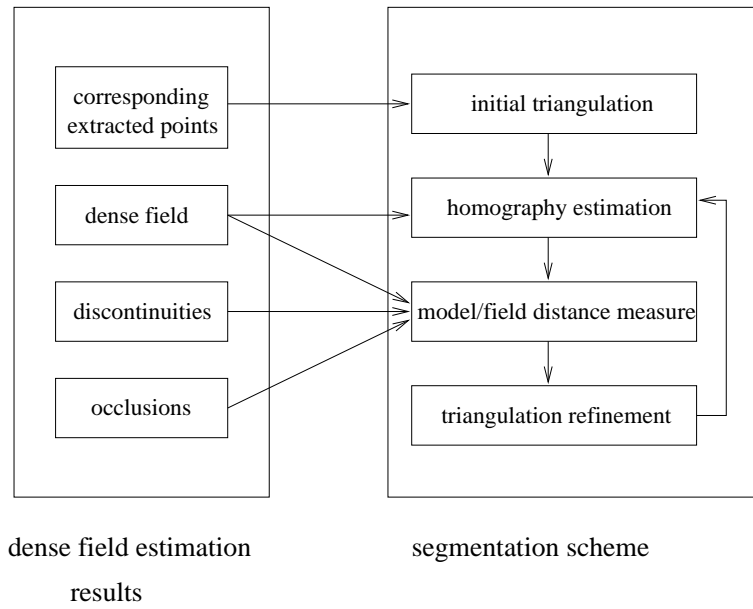 corresponding
extracted points
dense field
discontinuities
occlusions
initial triangulation
homography estimation
model/field distance measure
triangulation refinement
dense field estimation
results
segmentation scheme